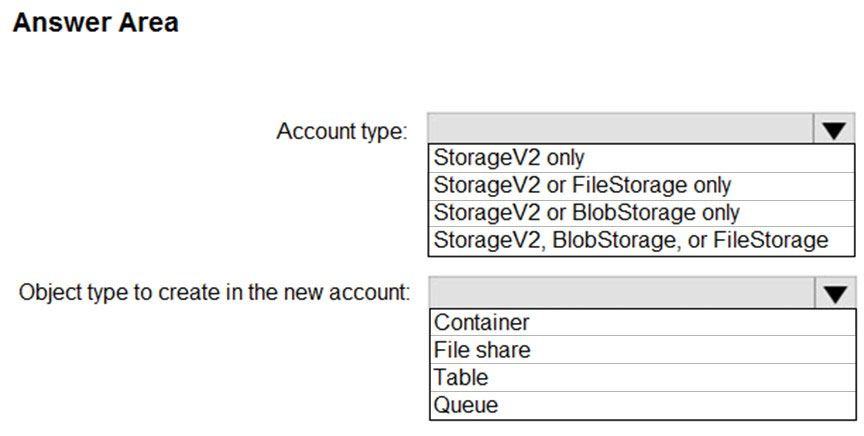 Answer Area
Account type:
StorageV2 only
StorageV2 or FileStorage only
StorageV2 or BlobStorage only
StorageV2, BlobStorage, or FileStorage
Object type to create in the new account:
Container
File share
Table
Queue